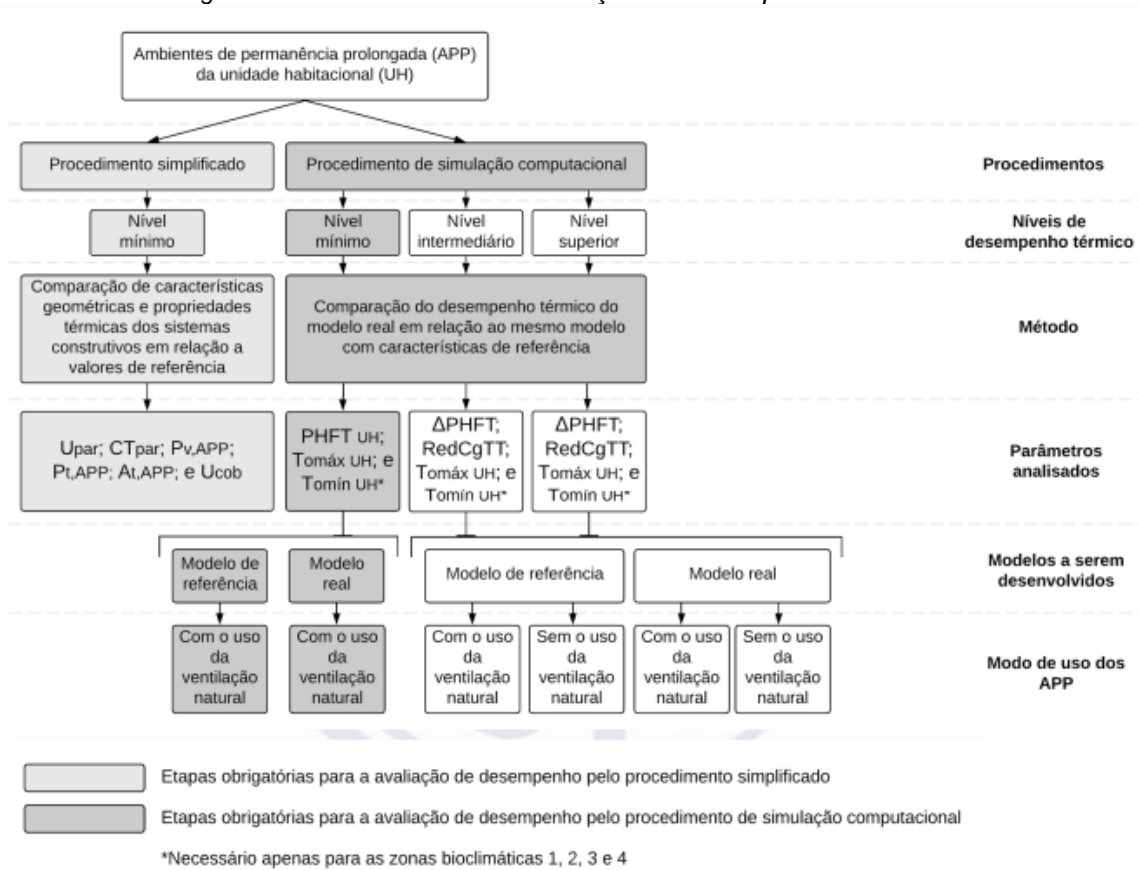 Ambientes de permanência prolongada (APP)
da unidade habitacional (UH)
Procedimento simplificado
Procedimento de simulação computacional
Procedimentos
Nível
mínimo
Nível
mínimo
Nível
intermediário
Nível
superior
Níveis de
desempenho térmico
Comparação de características
geométricas e propriedades
térmicas dos sistemas
construtivos em relação a
valores de referência
Comparação do desempenho térmico do
modelo real em relação ao mesmo modelo
com características de referência
Método
Upar; CTpar; Pv,APP;
Pt,APP; At,APP; e Ucob
PHFT UH;
Tomáx UH; e
Tomín UH*
ΔPHFT;
RedCgTT;
Tomáx UH; e
Tomín UH*
ΔPHFT;
RedCgTT;
Tomáx UH; e
Tomín UH*
Parâmetros
analisados
Modelo de
referência
Modelo
real
Modelo de referência
Modelo real
Modelos a serem
desenvolvidos
Com o uso
da
ventilação
natural
Com o uso
da
ventilação
natural
Com o uso
da
ventilação
natural
Sem o uso
da
ventilação
natural
Com o uso
da
ventilação
natural
Sem o uso
da
ventilação
natural
Modo de uso dos
APP
Etapas obrigatórias para a avaliação de desempenho pelo procedimento simplificado
Etapas obrigatórias para a avaliação de desempenho pelo procedimento de simulação computacional
*Necessário apenas para as zonas bioclimáticas 1, 2, 3 e 4